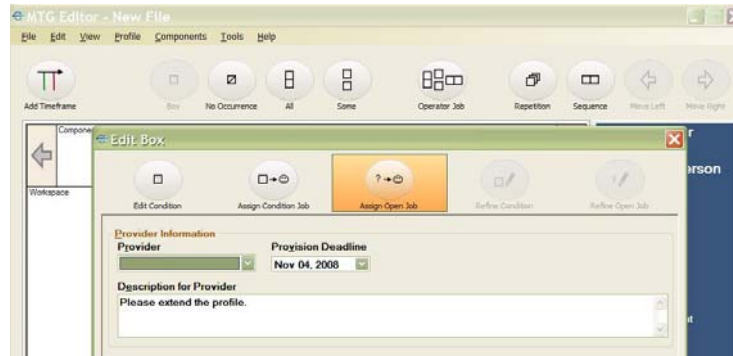 MTG Editor - New File
File Edit View Profile Components Tools Help
Add Timeframe Box No Occurrence All Some Operator Job Repetition Sequence Move Left Move Right
Edit Box
Workspace
erson
Edit Condition Assign Condition Job Assign Open Job Refine Condition Refine Open Job
Provider Information
Provider Provision Deadline
Nov 04, 2008
Description for Provider
Please extend the profile.